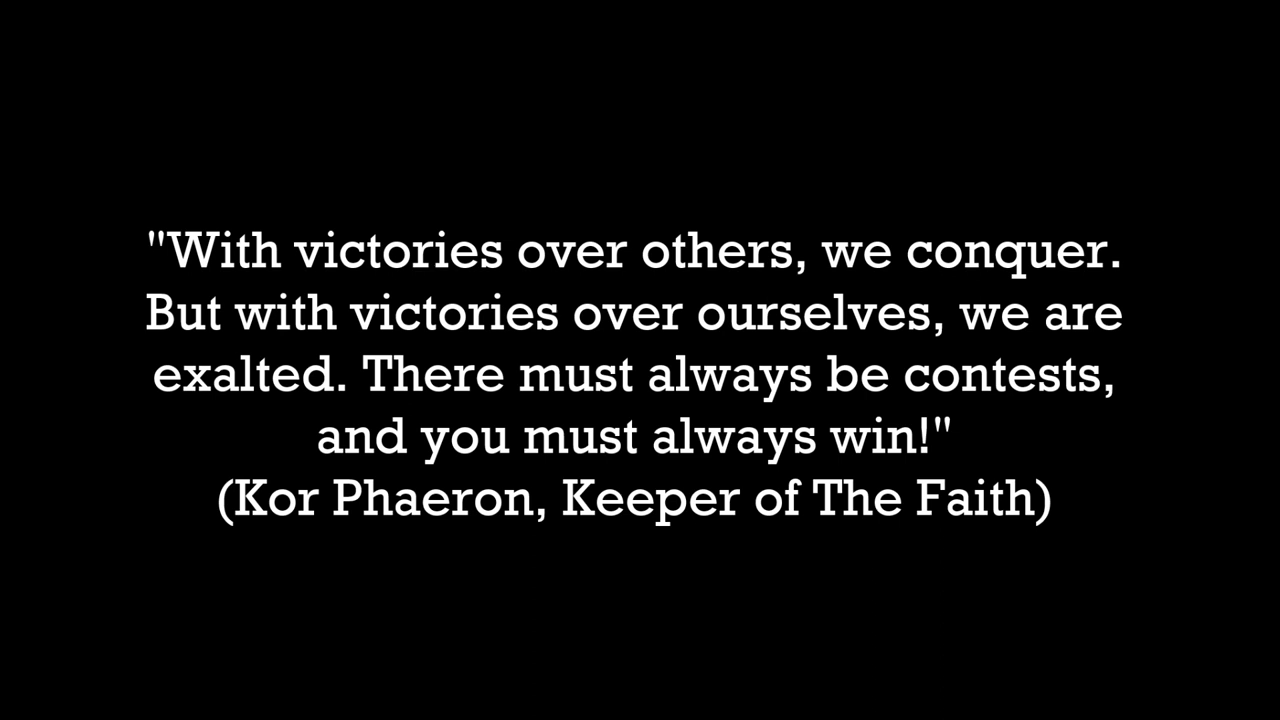 "With victories over others, we conquer.
But with victories over ourselves, we are
exalted. There must always be contests,
and you must always win!"
(Kor Phaeron, Keeper of The Faith)